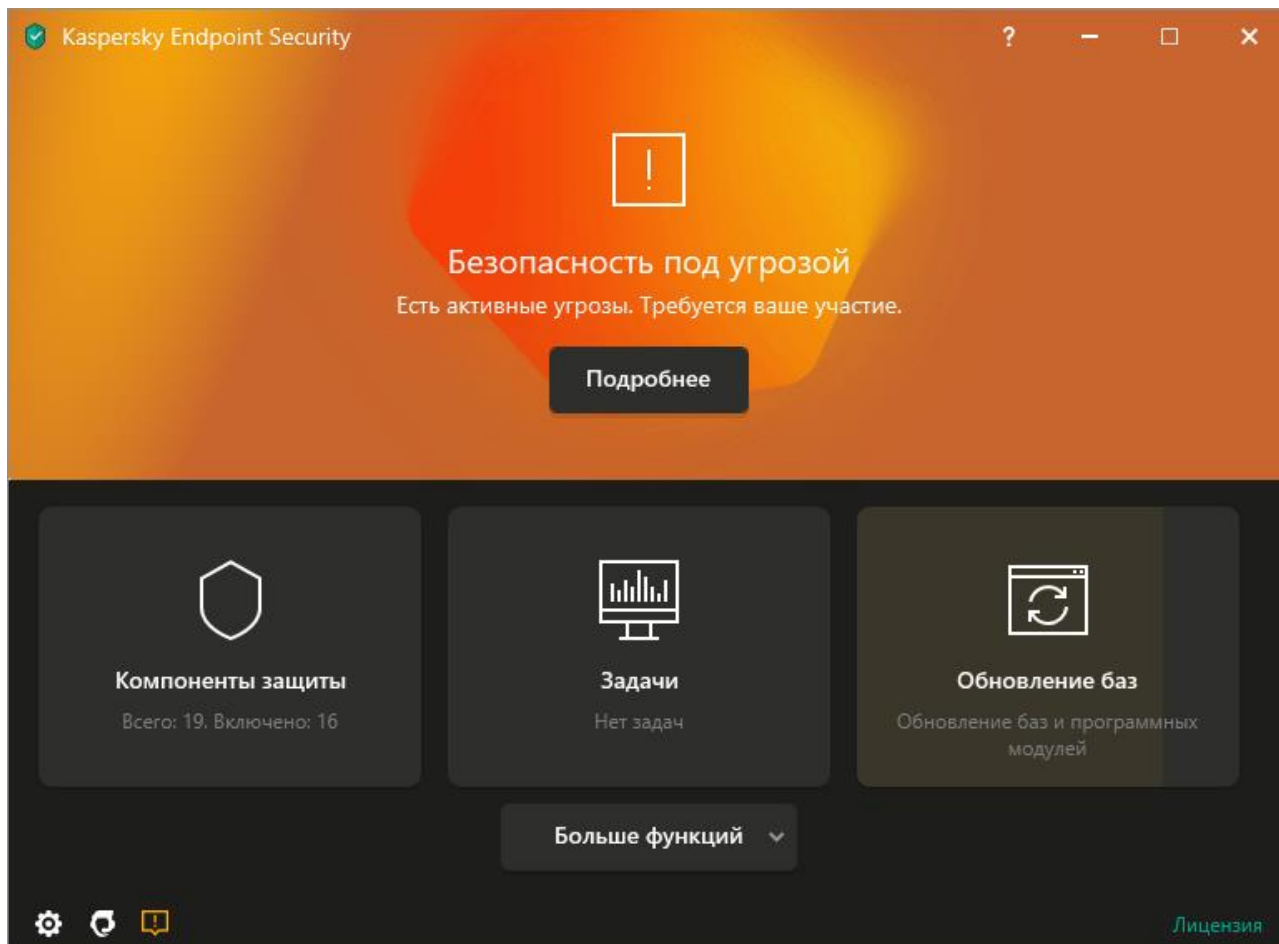 Kaspersky Endpoint Security
?
Безопасность под угрозой
Есть активные угрозы. Требуется ваше участие.
Подробнее
Компоненты защиты
Всего: 19. Включено: 16
Задачи
Нет задач
Обновление баз
Обновление баз и программных
модулей
Больше функций
Лицензия